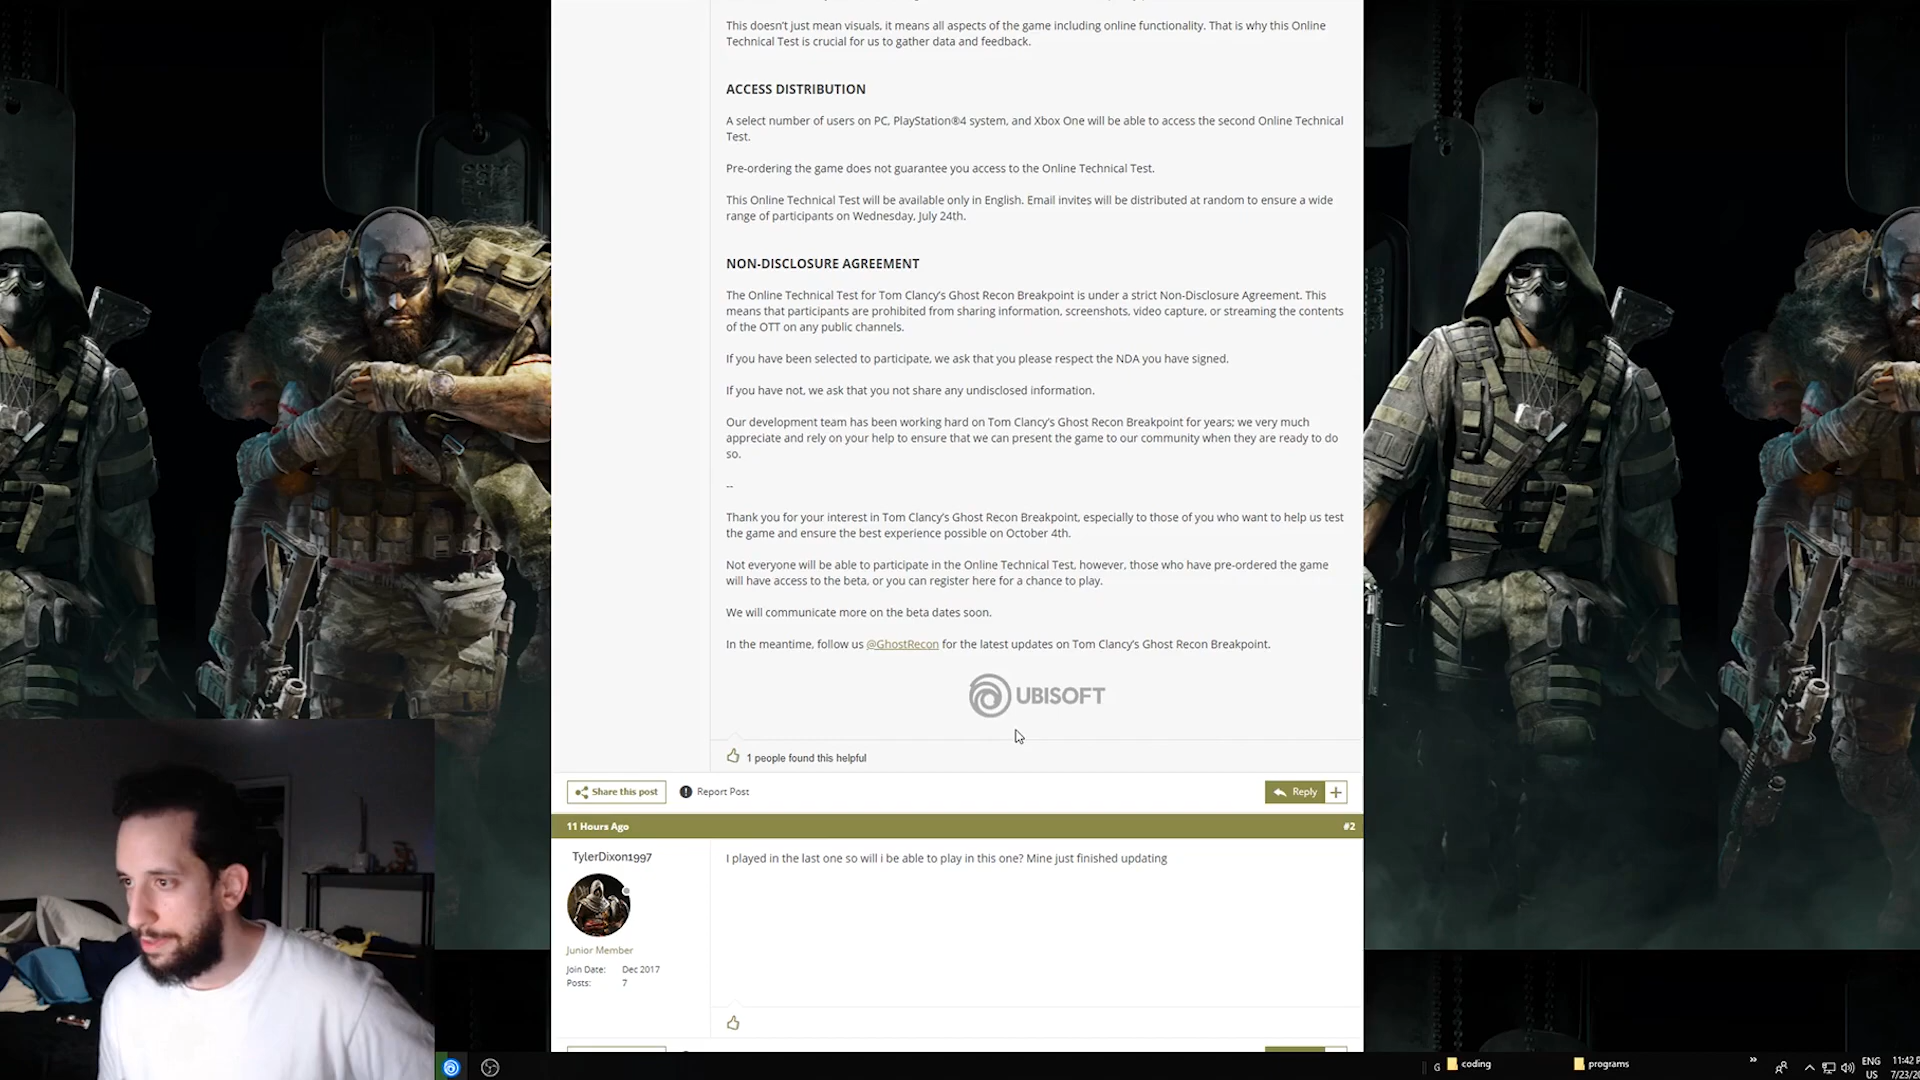 This doesn't just mean visuals, it means all aspects of the game including online functionality. That is why this Online
Technical Test is crucial for us to gather data and feedback.
ACCESS DISTRIBUTION
A select number of users on PC, PlayStation®4 system, and Xbox One will be able to access the second Online Technical
Test.
Pre-ordering the game does not guarantee you access to the Online Technical Test.
This Online Technical Test will be available only in English. Email invites will be distributed at random to ensure a wide
range of participants on Wednesday, July 24th.
NON-DISCLOSURE AGREEMENT
The Online Technical Test for Tom Clancy's Ghost Recon Breakpoint is under a strict Non-Disclosure Agreement. This
means that participants are prohibited from sharing information, screenshots, video capture, or streaming the contents
of the OTT on any public channels.
If you have been selected to participate, we ask that you please respect the NDA you have signed.
If you have not, we ask that you not share any undisclosed information.
Our development team has been working hard on Tom Clancy's Ghost Recon Breakpoint for years; we very much
appreciate and rely on your help to ensure that we can present the game to our community when they are ready to do
so.
--
Thank you for your interest in Tom Clancy's Ghost Recon Breakpoint, especially to those of you who want to help us test
the game and ensure the best experience possible on October 4th.
Not everyone will be able to participate in the Online Technical Test, however, those who have pre-ordered the game
will have access to the beta, or you can register here for a chance to play.
We will communicate more on the beta dates soon.
In the meantime, follow us @GhostRecon for the latest updates on Tom Clancy's Ghost Recon Breakpoint.
UBISOFT
1 people found this helpful
Share this post
Report Post
Reply
11 Hours Ago
#2
TylerDixon1997
I played in the last one so will i be able to play in this one? Mine just finished updating
Junior Member
Join Date: Dec 2017
Posts: 7
G
coding
programs
ENG
US
11:42 P
7/23/20